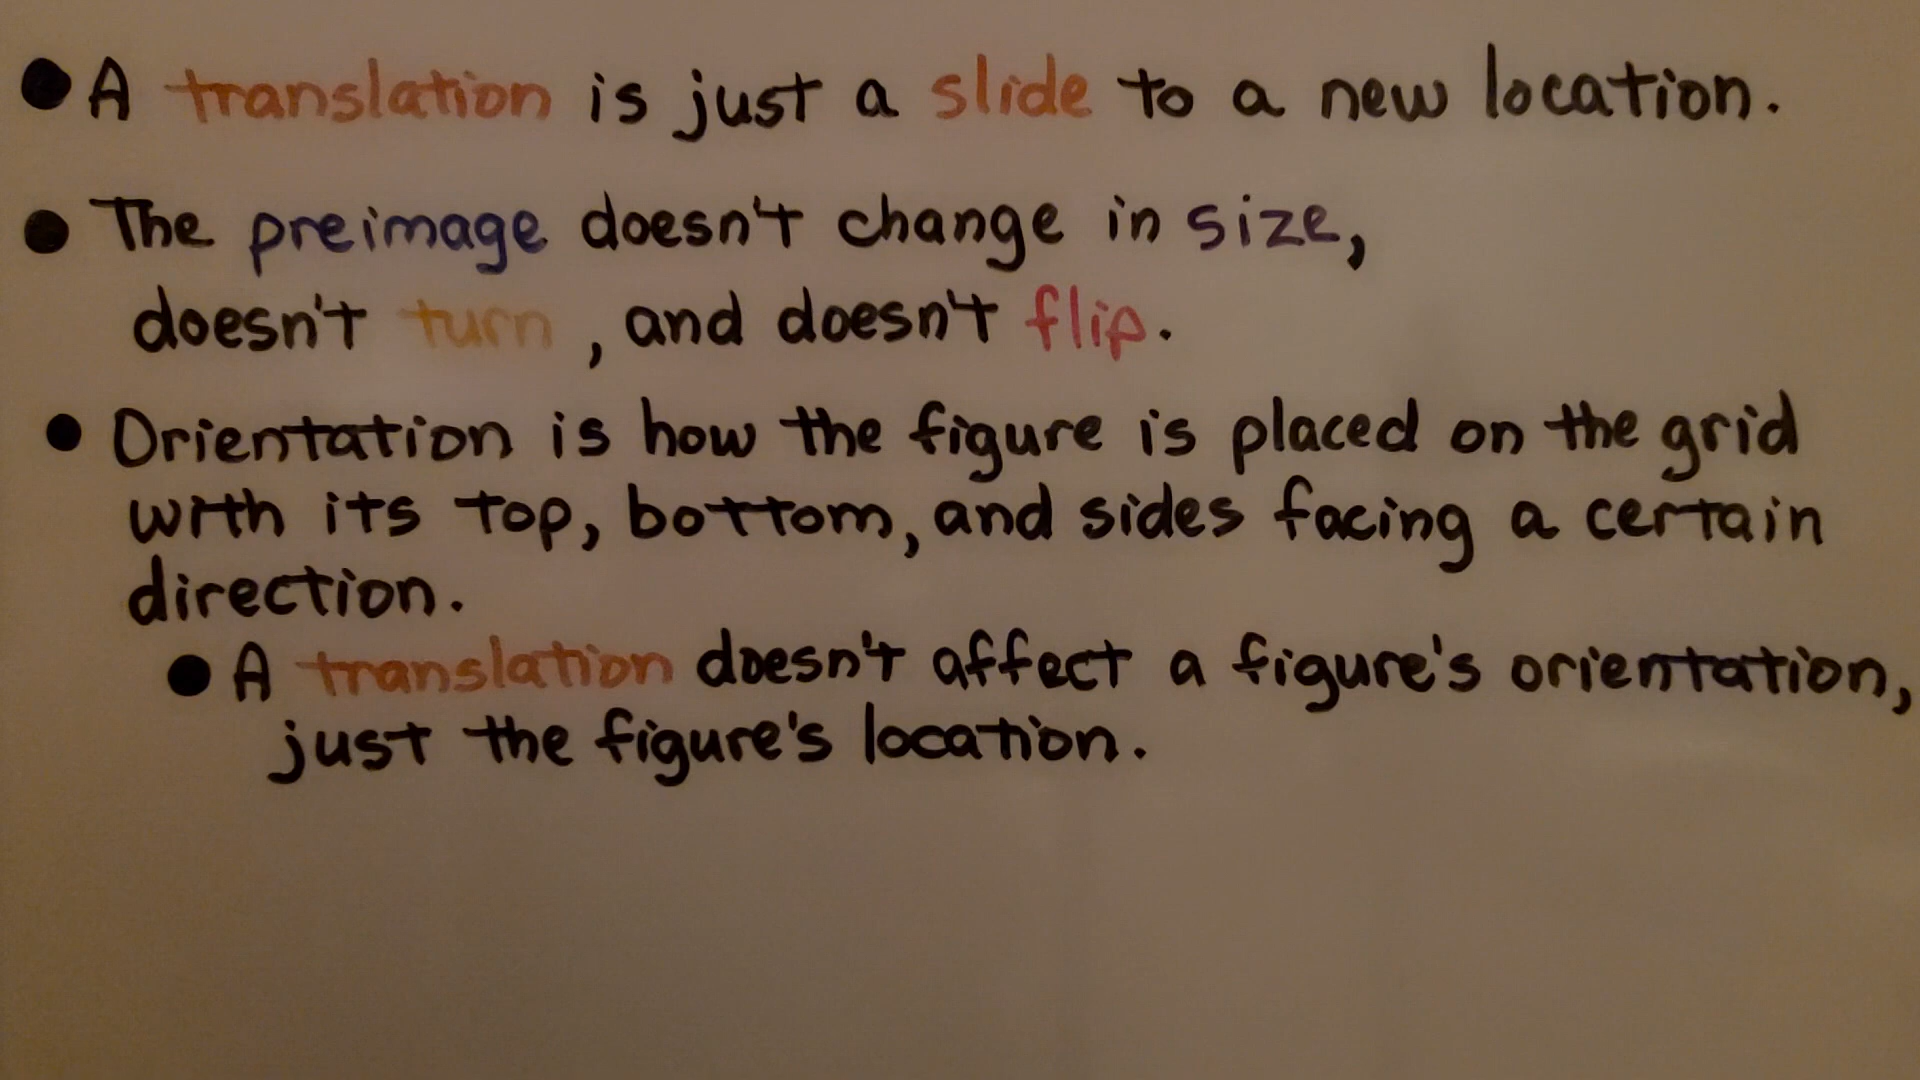 ● A translation is just a slide to a new location.
● The preimage doesn't change in size,
doesn't turn, and doesn't flip.
● Orientation is how the figure is placed on the grid
with its top, bottom, and sides facing a certain
direction.
● A translation doesn't affect a figure's orientation,
just the figure's location.